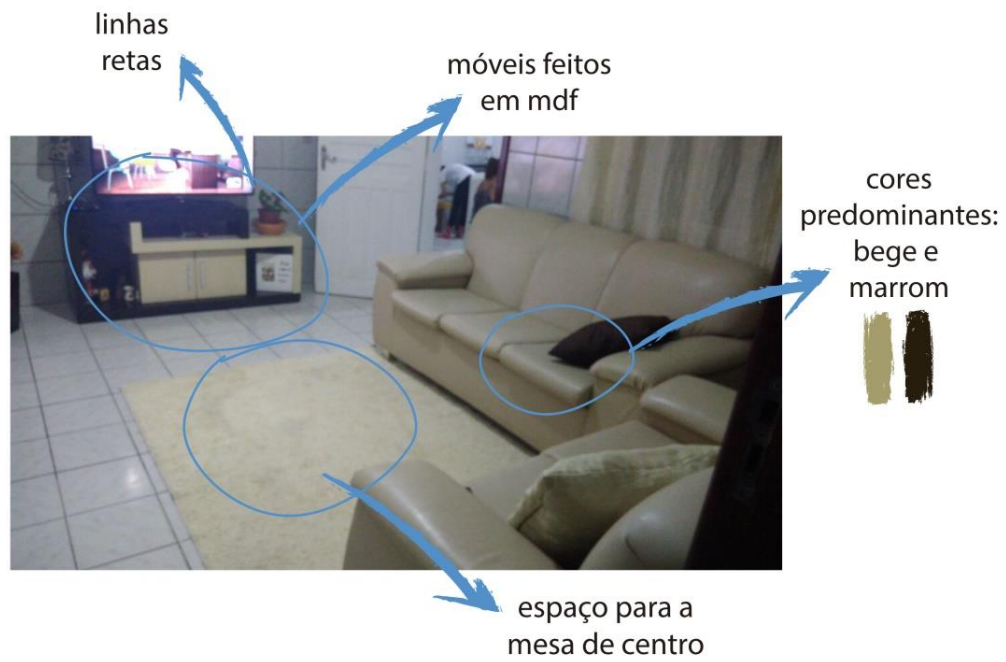 linhas
retas
móveis feitos
em mdf
cores
predominantes:
bege e
marrom
espaço para a
mesa de centro